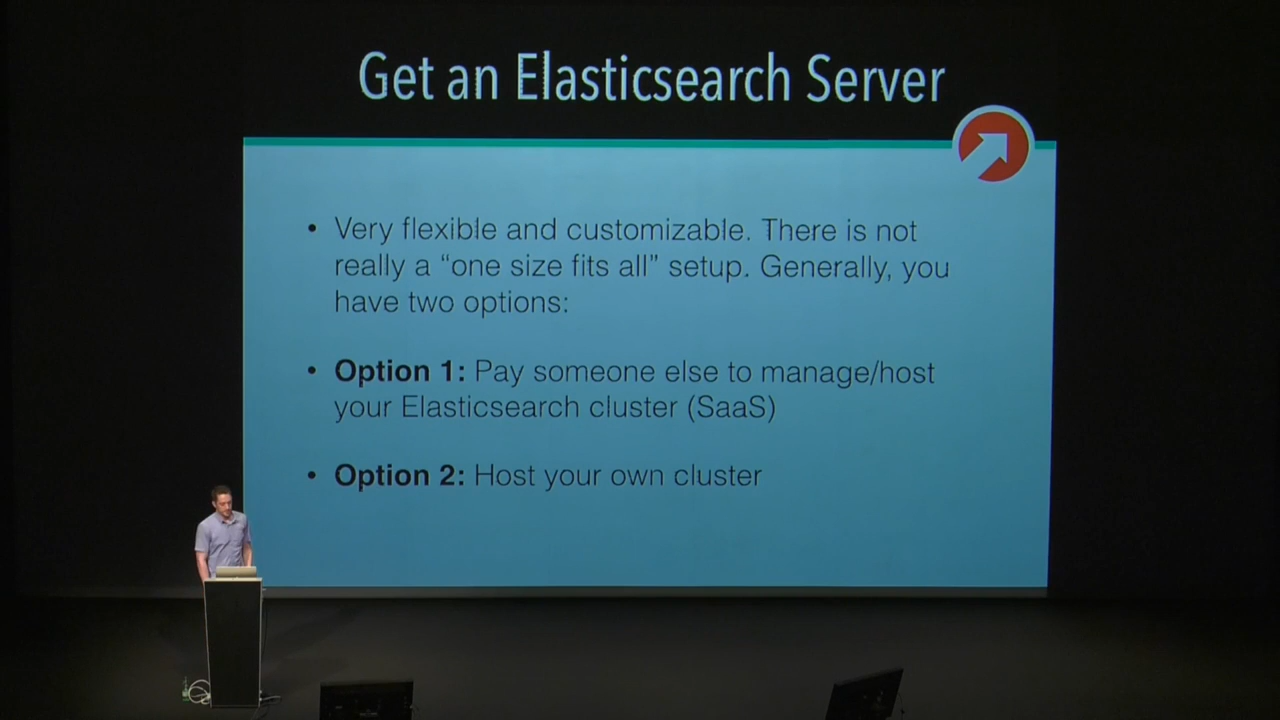 Get an Elasticsearch Server
• Very flexible and customizable. There is not
really a “one size fits all” setup. Generally, you
have two options:
• Option 1: Pay someone else to manage/host
your Elasticsearch cluster (SaaS)
• Option 2: Host your own cluster